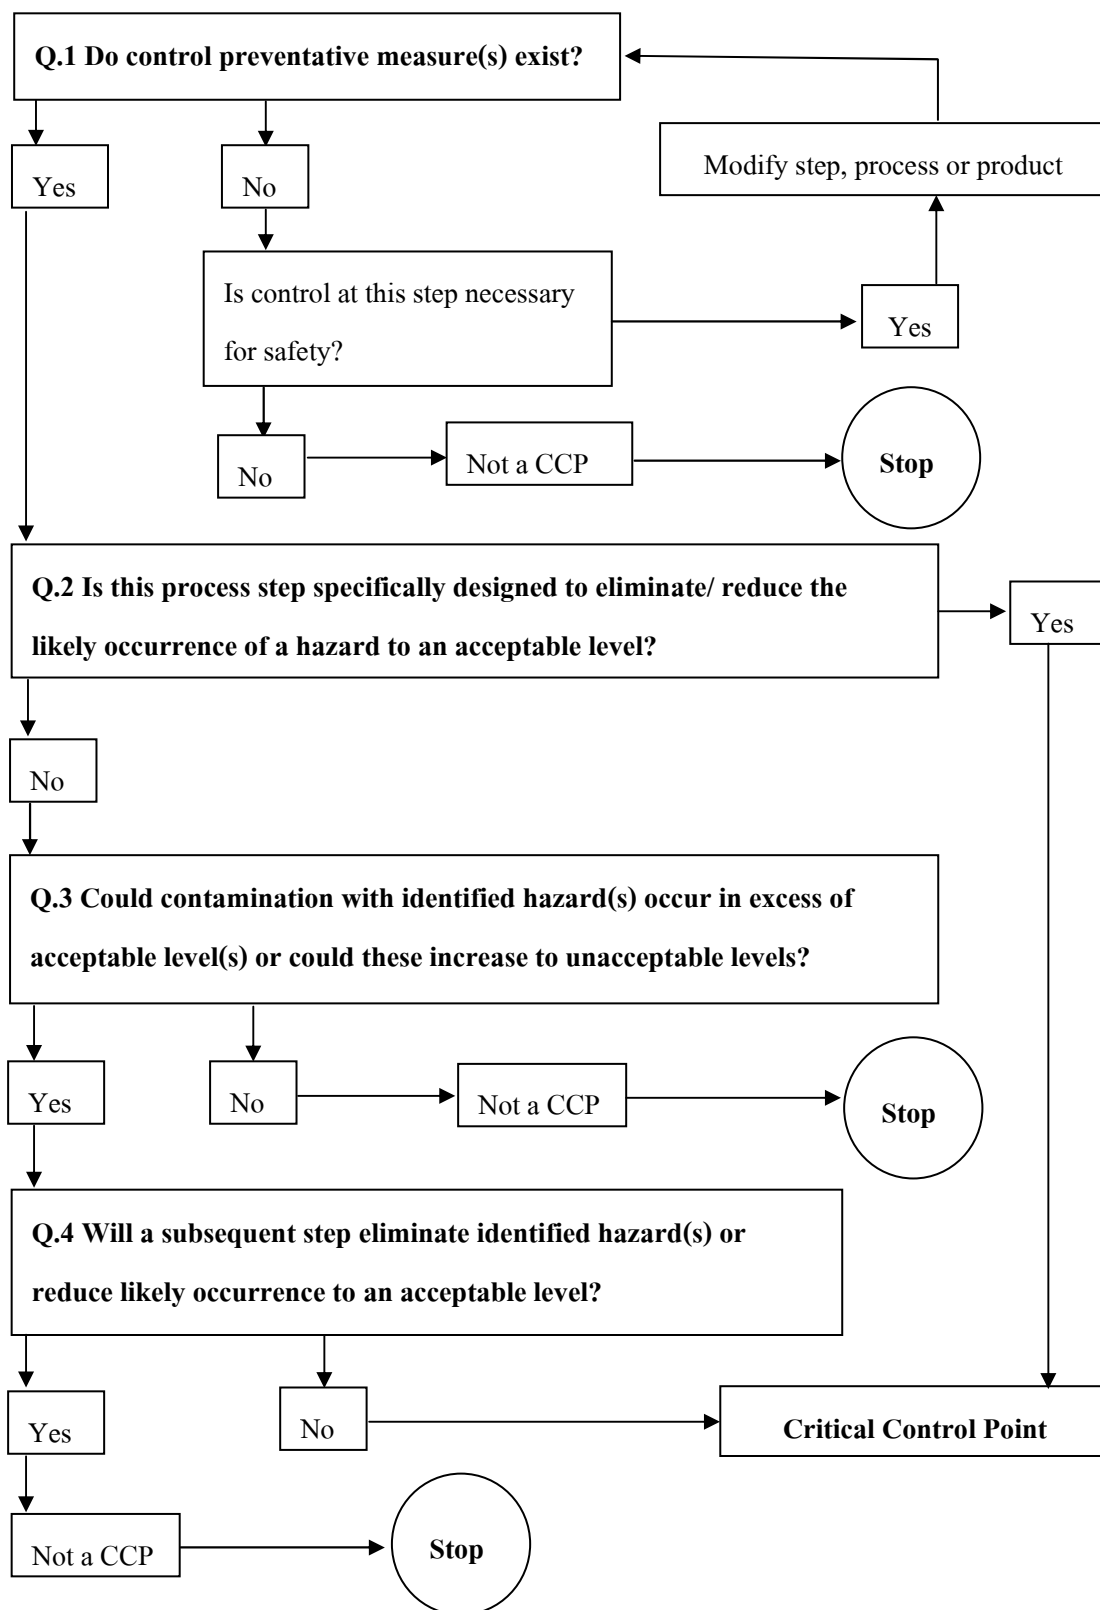 Q.1 Do control preventative measure(s) exist?
Modify step, process or product
Yes
No
Is control at this step necessary
for safety?
Yes
No
Not a CCP
Stop
Q.2 Is this process step specifically designed to eliminate/ reduce the
likely occurrence of a hazard to an acceptable level?
Yes
No
Q.3 Could contamination with identified hazard(s) occur in excess of
acceptable level(s) or could these increase to unacceptable levels?
Yes
No
Not a CCP
Stop
Q.4 Will a subsequent step eliminate identified hazard(s) or
reduce likely occurrence to an acceptable level?
Yes
No
Critical Control Point
Not a CCP
Stop